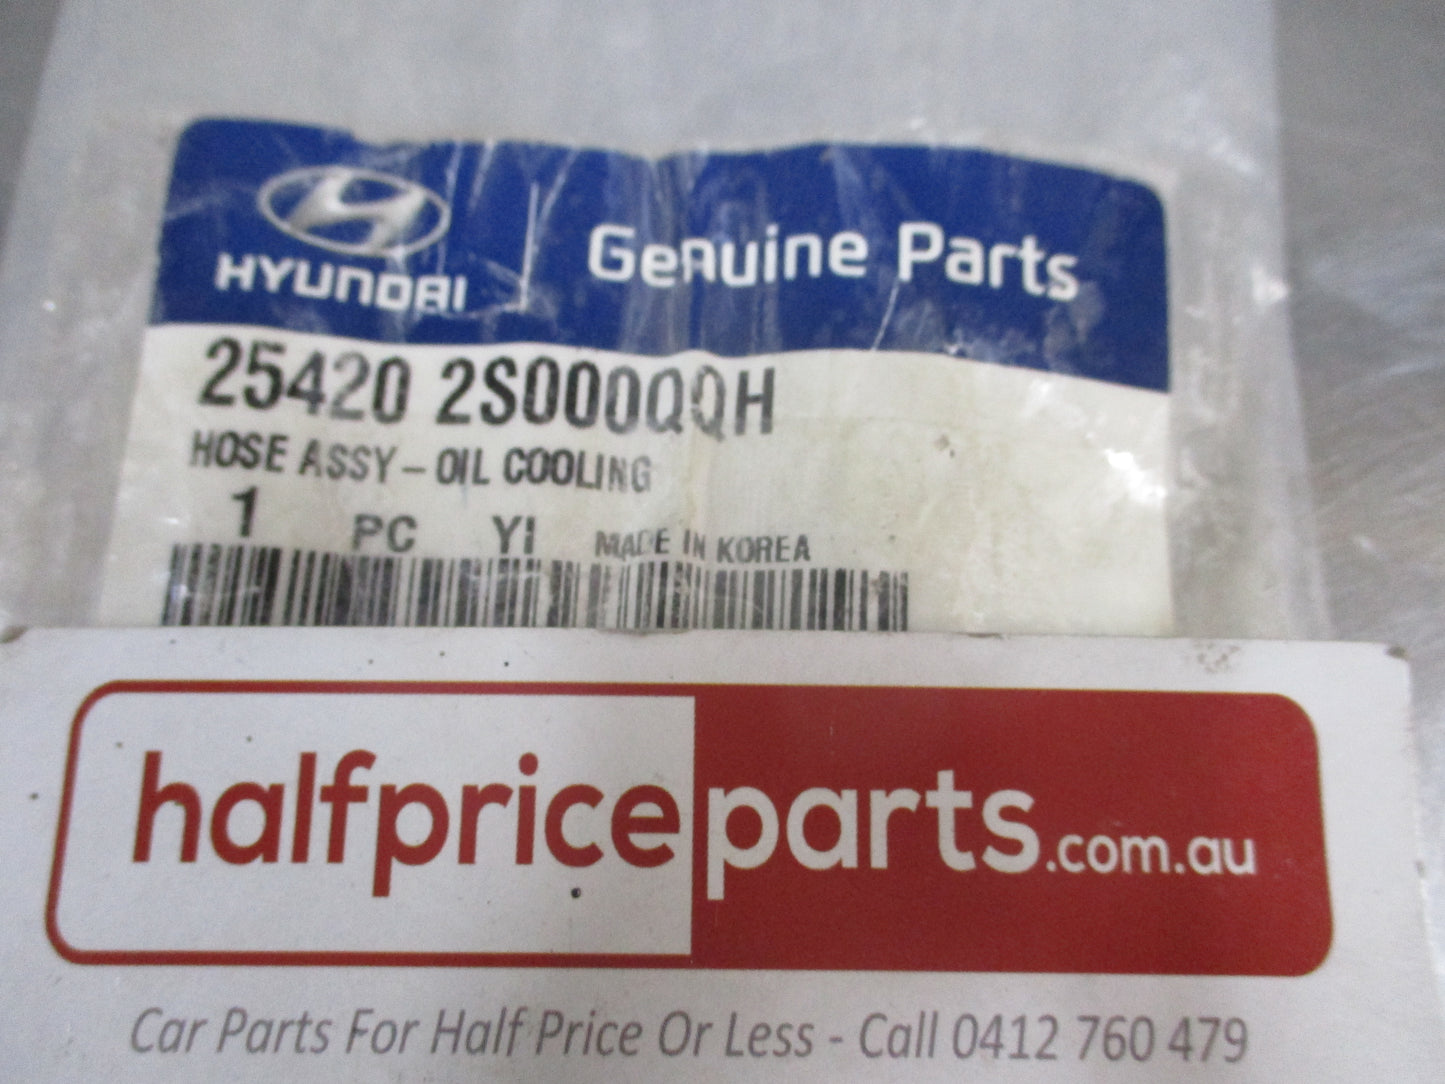 HYUNDAI
Genuine Parts
25420 2S000QQH
HOSE ASSY-OIL COOLING
1 PC YI MADE IN KOREA
halfpriceparts.com.au
Car Parts For Half Price Or Less - Call 0412 760 479